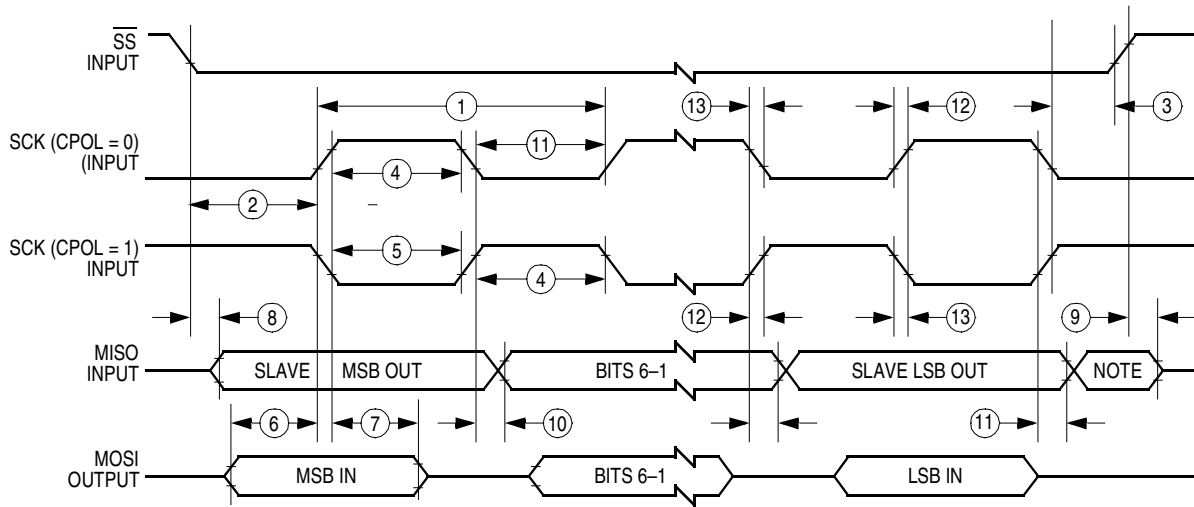 SS
INPUT
1
13
12
3
SCK (CPOL = 0)
(INPUT
11
4
2
–
SCK (CPOL = 1)
INPUT
5
4
8
12
13
9
MISO
INPUT
SLAVE MSB OUT
BITS 6–1
SLAVE LSB OUT
NOTE
6
7
10
11
MOSI
OUTPUT
MSB IN
BITS 6–1
LSB IN